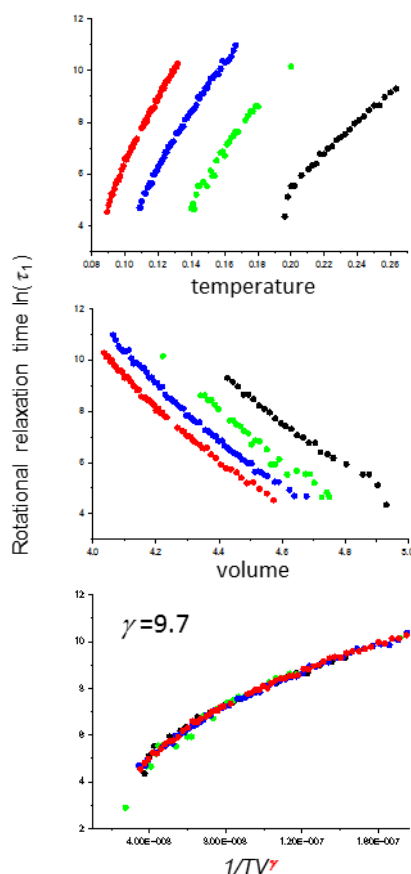 Rotational relaxation time ln(τ₁)
12
10
8
6
4
0.08 0.10 0.12 0.14 0.16 0.18 0.20 0.22 0.24 0.26
temperature
12
10
8
6
4
4.0 4.2 4.4 4.6 4.8 5.0
volume
γ=9.7
12
10
8
6
4
2
4.00E-008 8.00E-008 1.20E-007 1.60E-007
1/TVᵞ